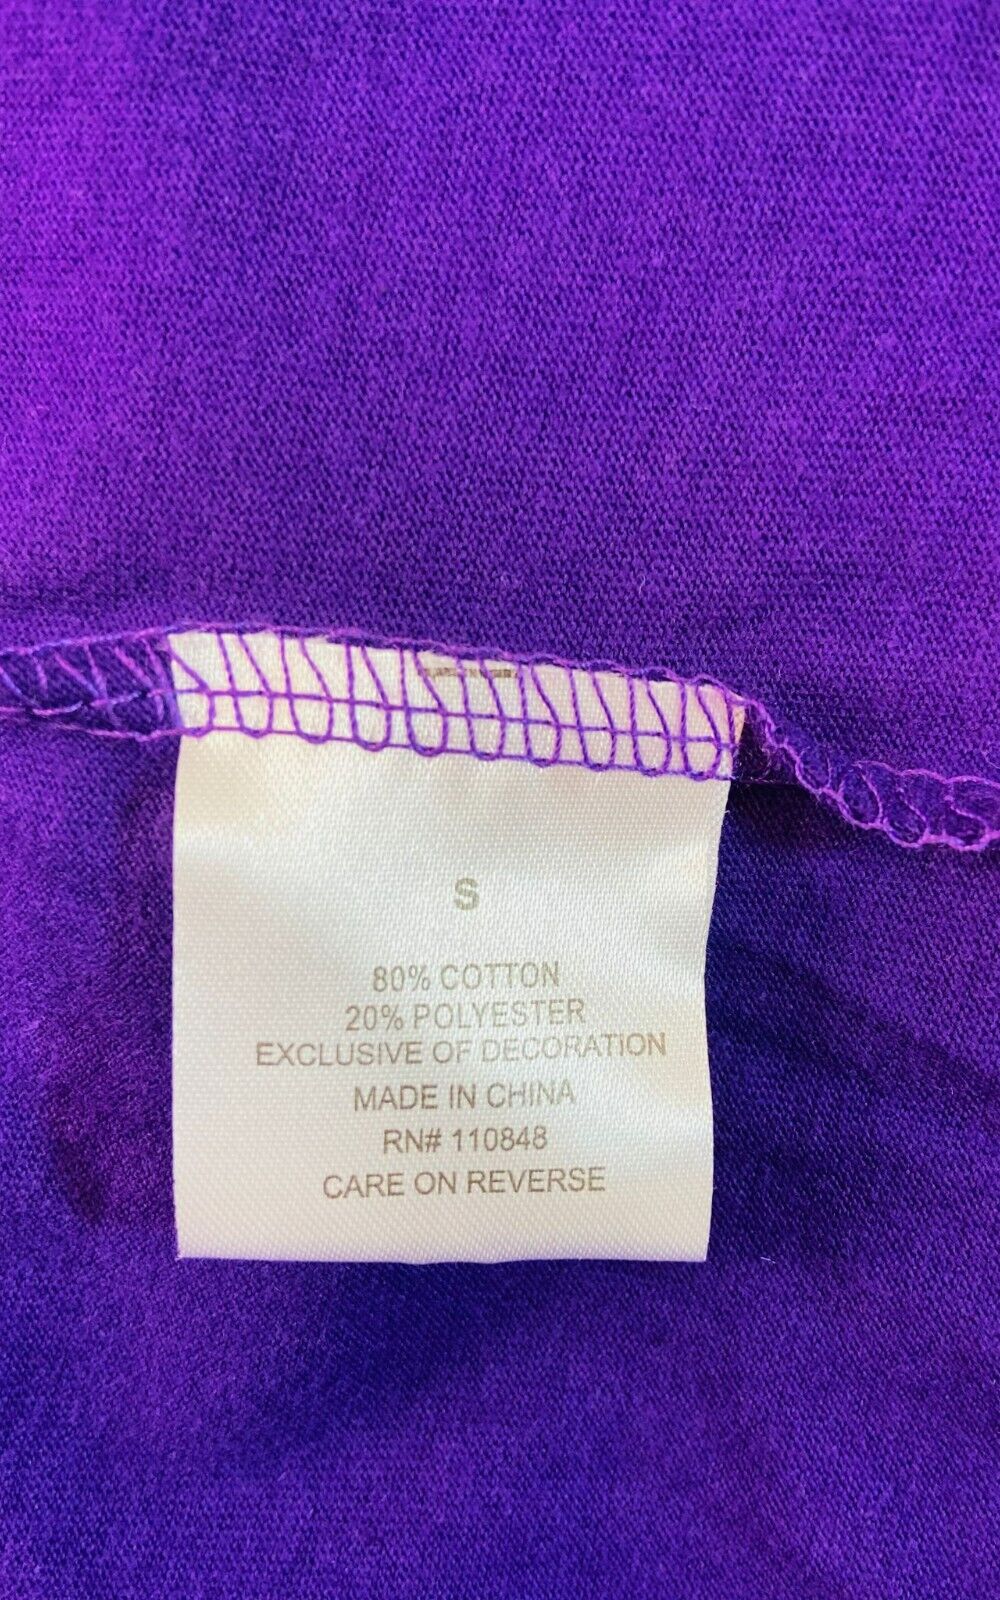 S
80% COTTON
20% POLYESTER
EXCLUSIVE OF DECORATION
MADE IN CHINA
RN# 110848
CARE ON REVERSE